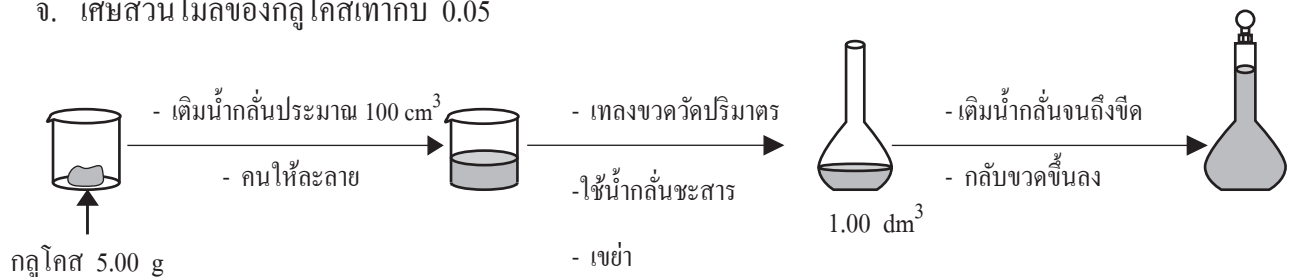 จ. เศษส่วนโมลของกลูโคสเท่ากับ 0.05
- เติมน้ำกลั่นประมาณ 100 cm³
- คนให้ละลาย
- เทลงขวดวัดปริมาตร
-ใช้น้ำกลั่นชะสาร
- เขย่า
- เติมน้ำกลั่นจนถึงขีด
- กลับขวดขึ้นลง
1.00 dm³
กลูโคส 5.00 g